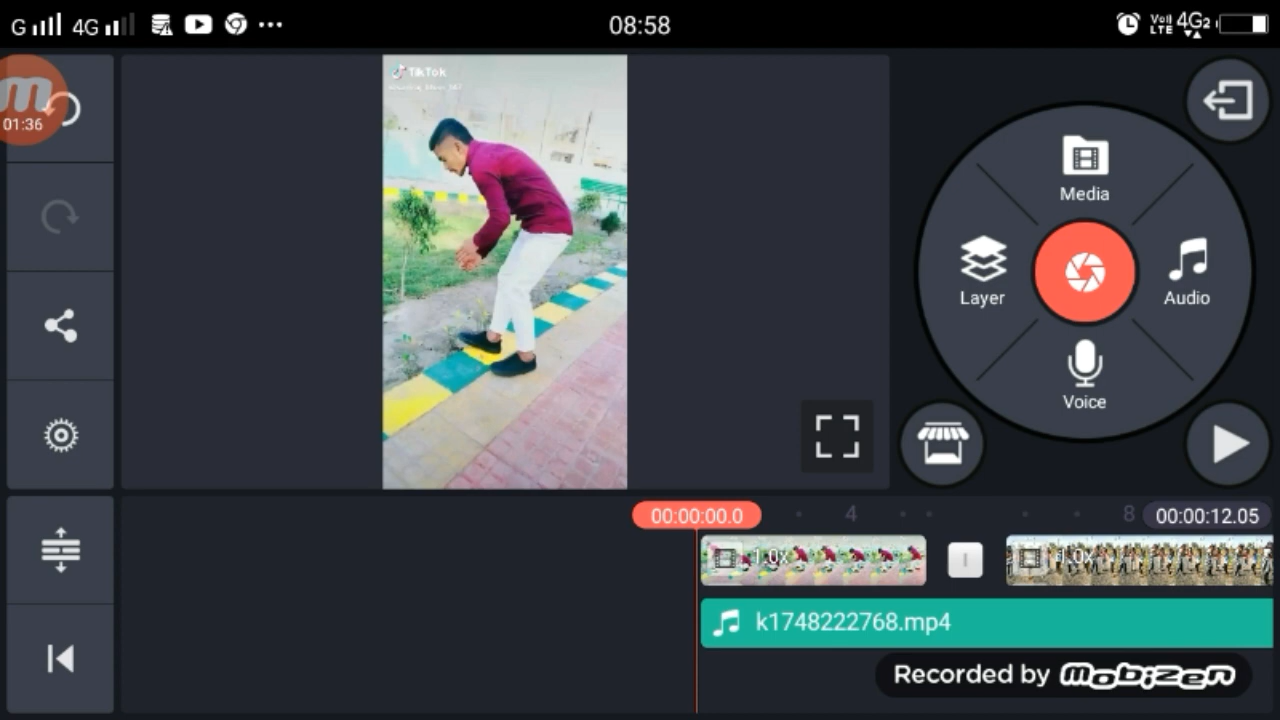 G 4G 08:58 VoII LTE 4G2
01:36
TikTok
Media
Layer
Audio
Voice
00:00:00.0 4 8 00:00:12.05
1.0x 1.0x
k1748222768.mp4
Recorded by mobizen